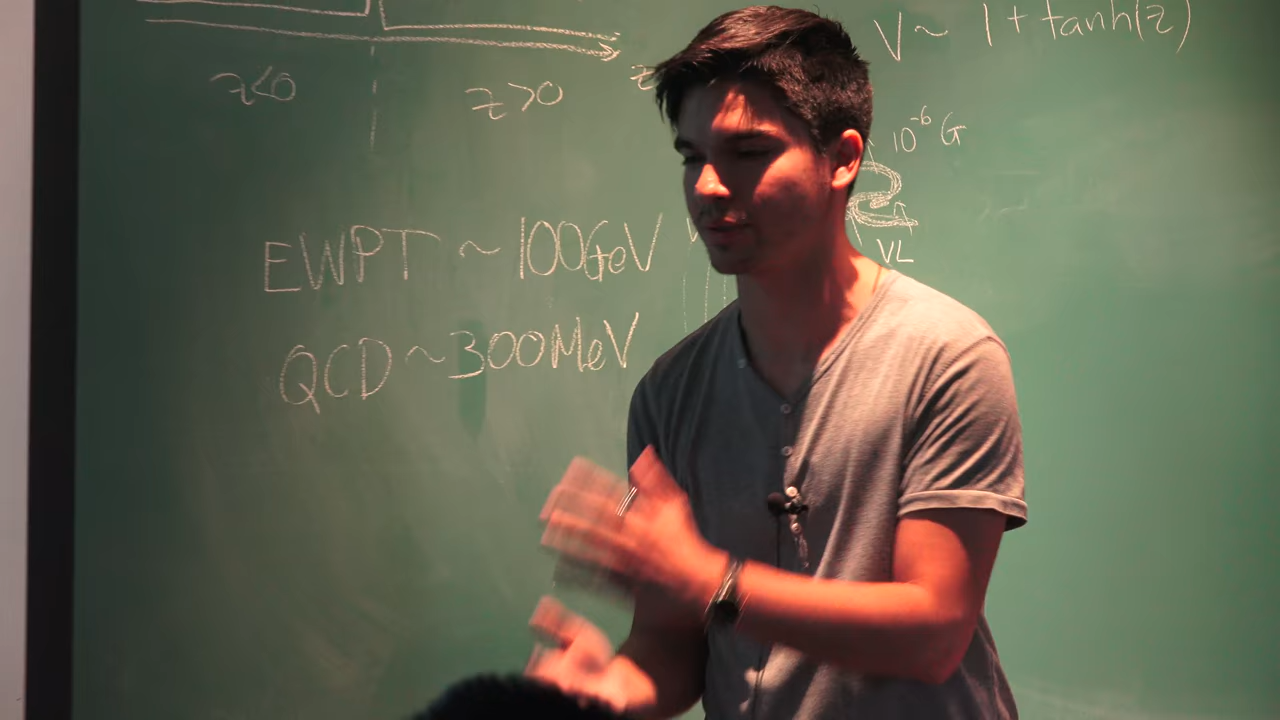 V ~ 1 + tanh(z)
z<0
z>0
z
10⁻⁶ G
EWPT ~ 100GeV
VL
QCD ~ 300MeV